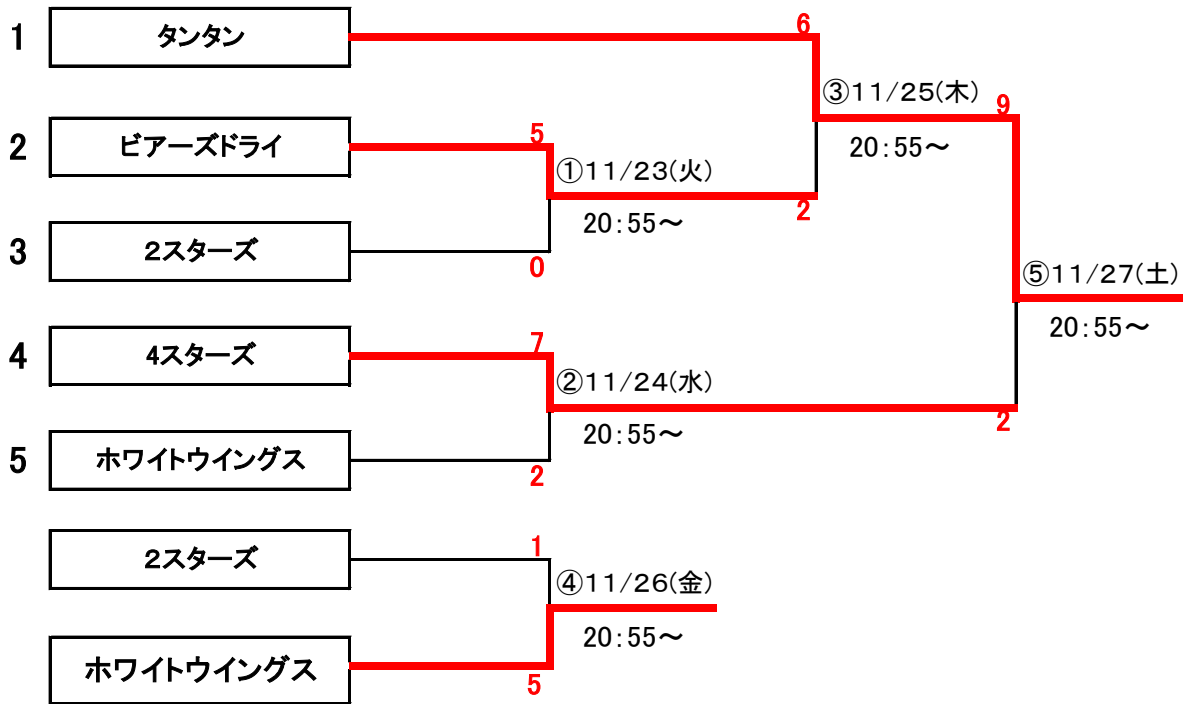 1
タンタン
6
③11/25(木)
9
20:55~
2
ビアーズドライ
5
①11/23(火)
20:55~
2
3
2スターズ
0
⑤11/27(土)
20:55~
4
4スターズ
7
②11/24(水)
20:55~
2
5
ホワイトウイングス
2
2スターズ
1
④11/26(金)
20:55~
ホワイトウイングス
5